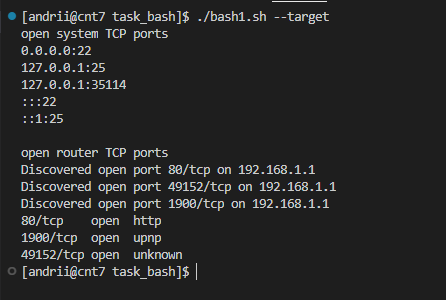 [andrii@cnt7 task_bash]$ ./bash1.sh --target
open system TCP ports
0.0.0.0:22
127.0.0.1:25
127.0.0.1:35114
:::22
::1:25
open router TCP ports
Discovered open port 80/tcp on 192.168.1.1
Discovered open port 49152/tcp on 192.168.1.1
Discovered open port 1900/tcp on 192.168.1.1
80/tcp    open  http
1900/tcp  open  upnp
49152/tcp open  unknown
[andrii@cnt7 task_bash]$